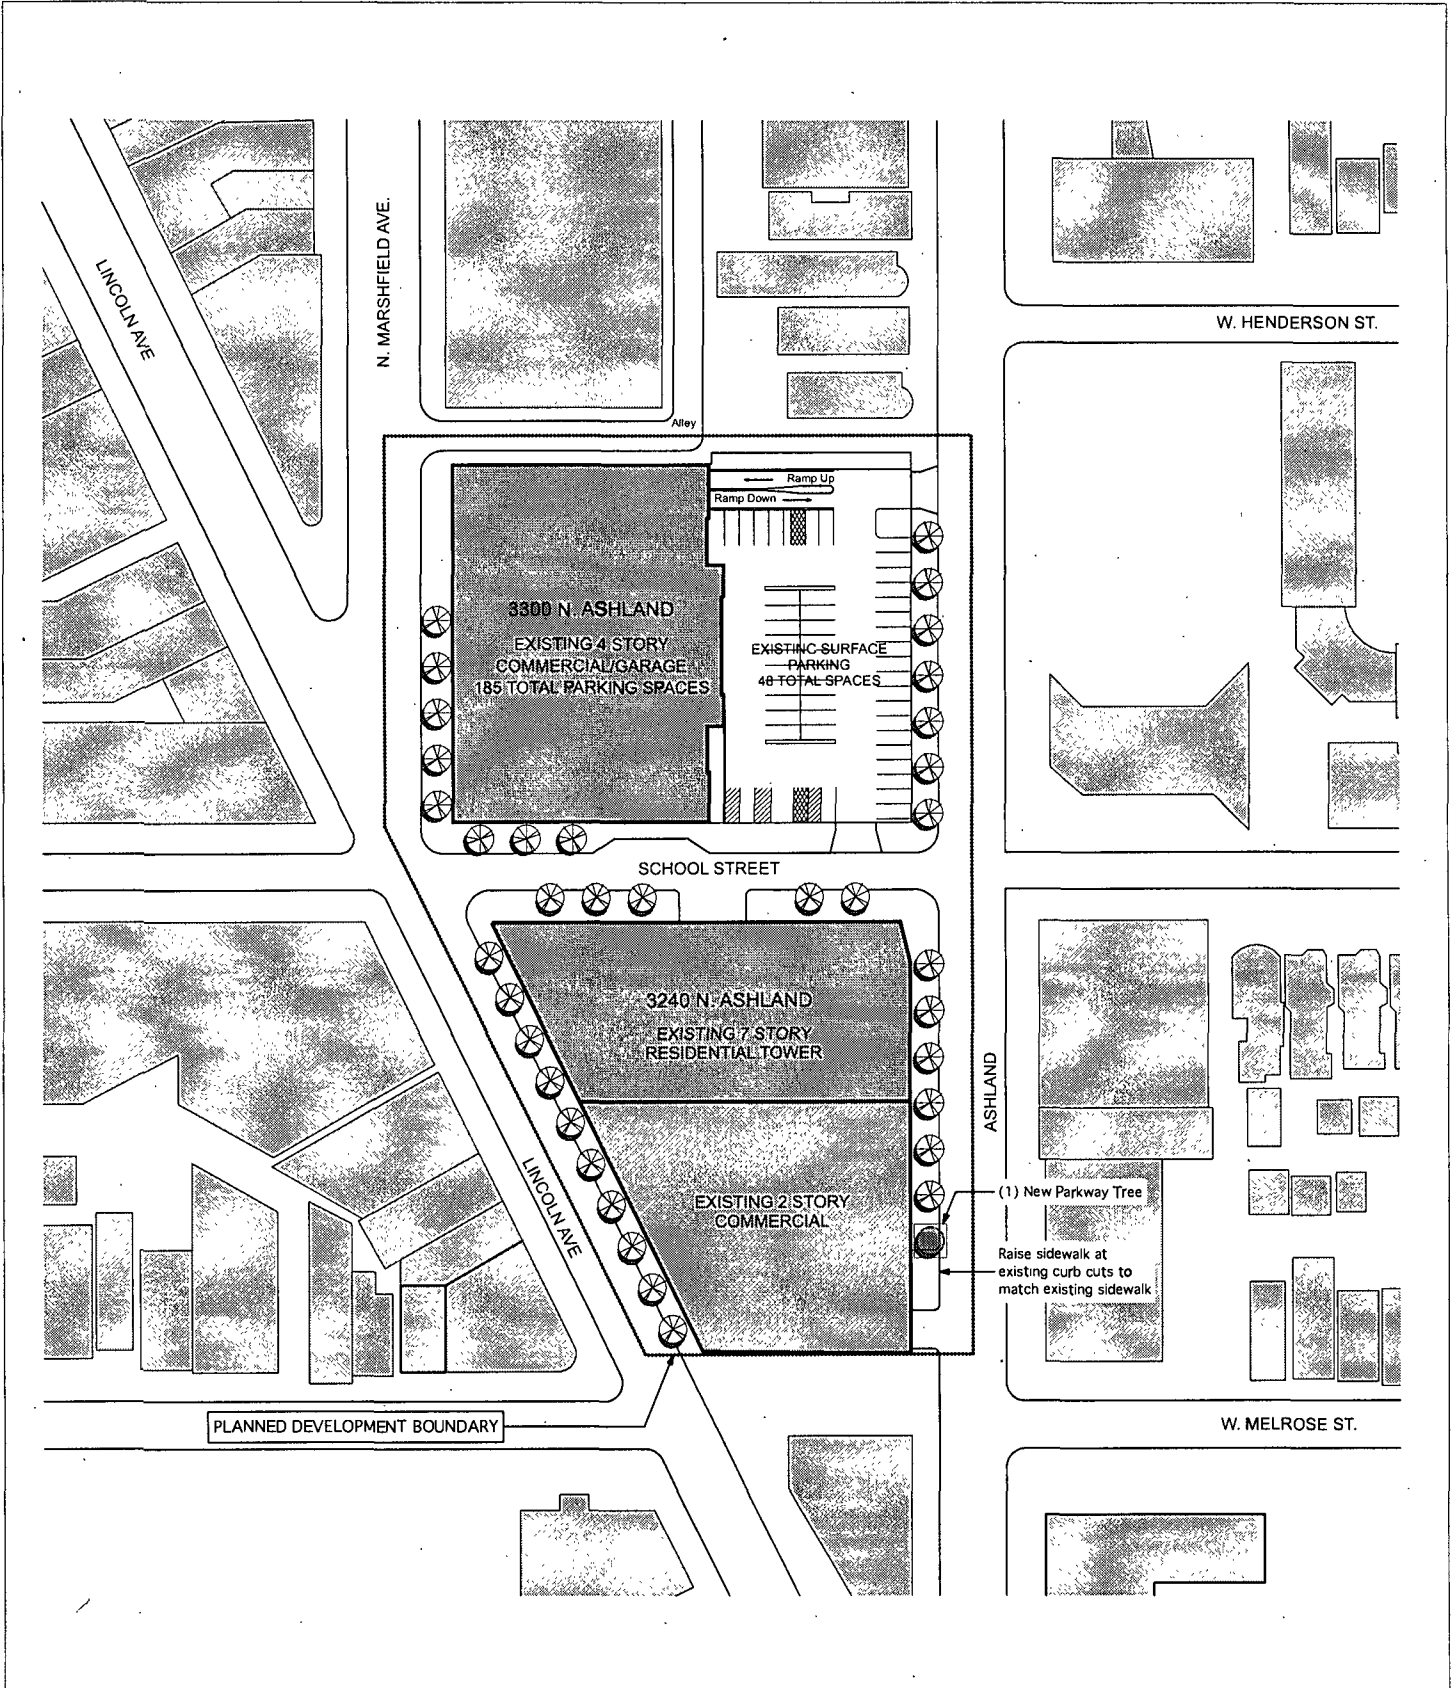 LINCOLN AVE
N. MARSHFIELD AVE.
W. HENDERSON ST.
Alley
Ramp Up
Ramp Down
3300 N. ASHLAND
EXISTING 4 STORY
COMMERCIAL/GARAGE
185 TOTAL PARKING SPACES
EXISTING SURFACE
PARKING
48 TOTAL SPACES
SCHOOL STREET
3240 N. ASHLAND
EXISTING 7 STORY
RESIDENTIAL TOWER
ASHLAND
LINCOLN AVE
EXISTING 2 STORY
COMMERCIAL
(1) New Parkway Tree
Raise sidewalk at
existing curb cuts to
match existing sidewalk
PLANNED DEVELOPMENT BOUNDARY
W. MELROSE ST.